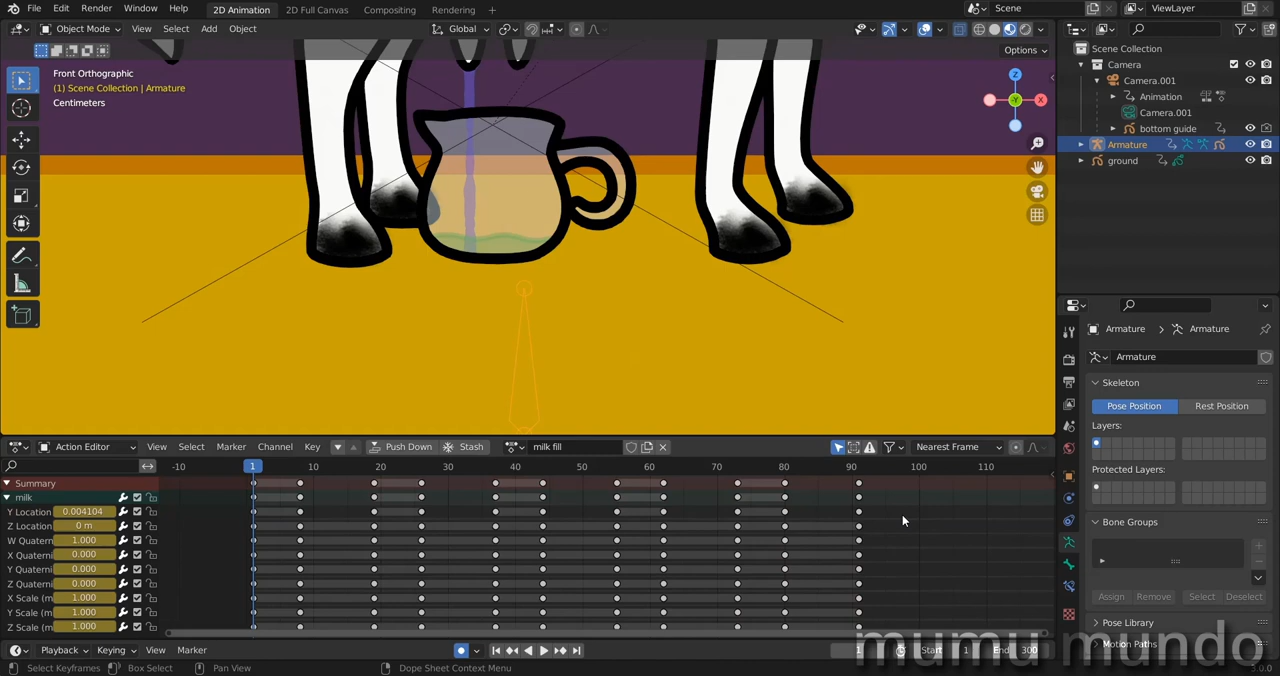 File Edit Render Window Help 2D Animation 2D Full Canvas Compositing Rendering Scene ViewLayer
Object Mode View Select Add Object Global
Options
Front Orthographic
(1) Scene Collection | Armature
Centimeters
Z
Y X
Scene Collection
Camera
Camera.001
Animation
Camera.001
bottom guide
Armature
ground
Armature Armature
Armature
Skeleton
Pose Position Rest Position
Layers:
Protected Layers:
Bone Groups
Assign Remove Select Deselect
Pose Library
Motion Paths
Action Editor View Select Marker Channel Key Push Down Stash milk fill Nearest Frame
-10 1 10 20 30 40 50 60 70 80 90 100 110
Summary
milk
Y Location 0.004104
Z Location 0 m
W Quatern 1.000
X Quaterni 0.000
Y Quaterni 0.000
Z Quaterni 0.000
X Scale (m 1.000
Y Scale (m 1.000
Z Scale (m 1.000
Playback Keying View Marker 1 Start 1 End 300
Select Keyframes Box Select Pan View Dope Sheet Context Menu 3.0.0
mumu mundo